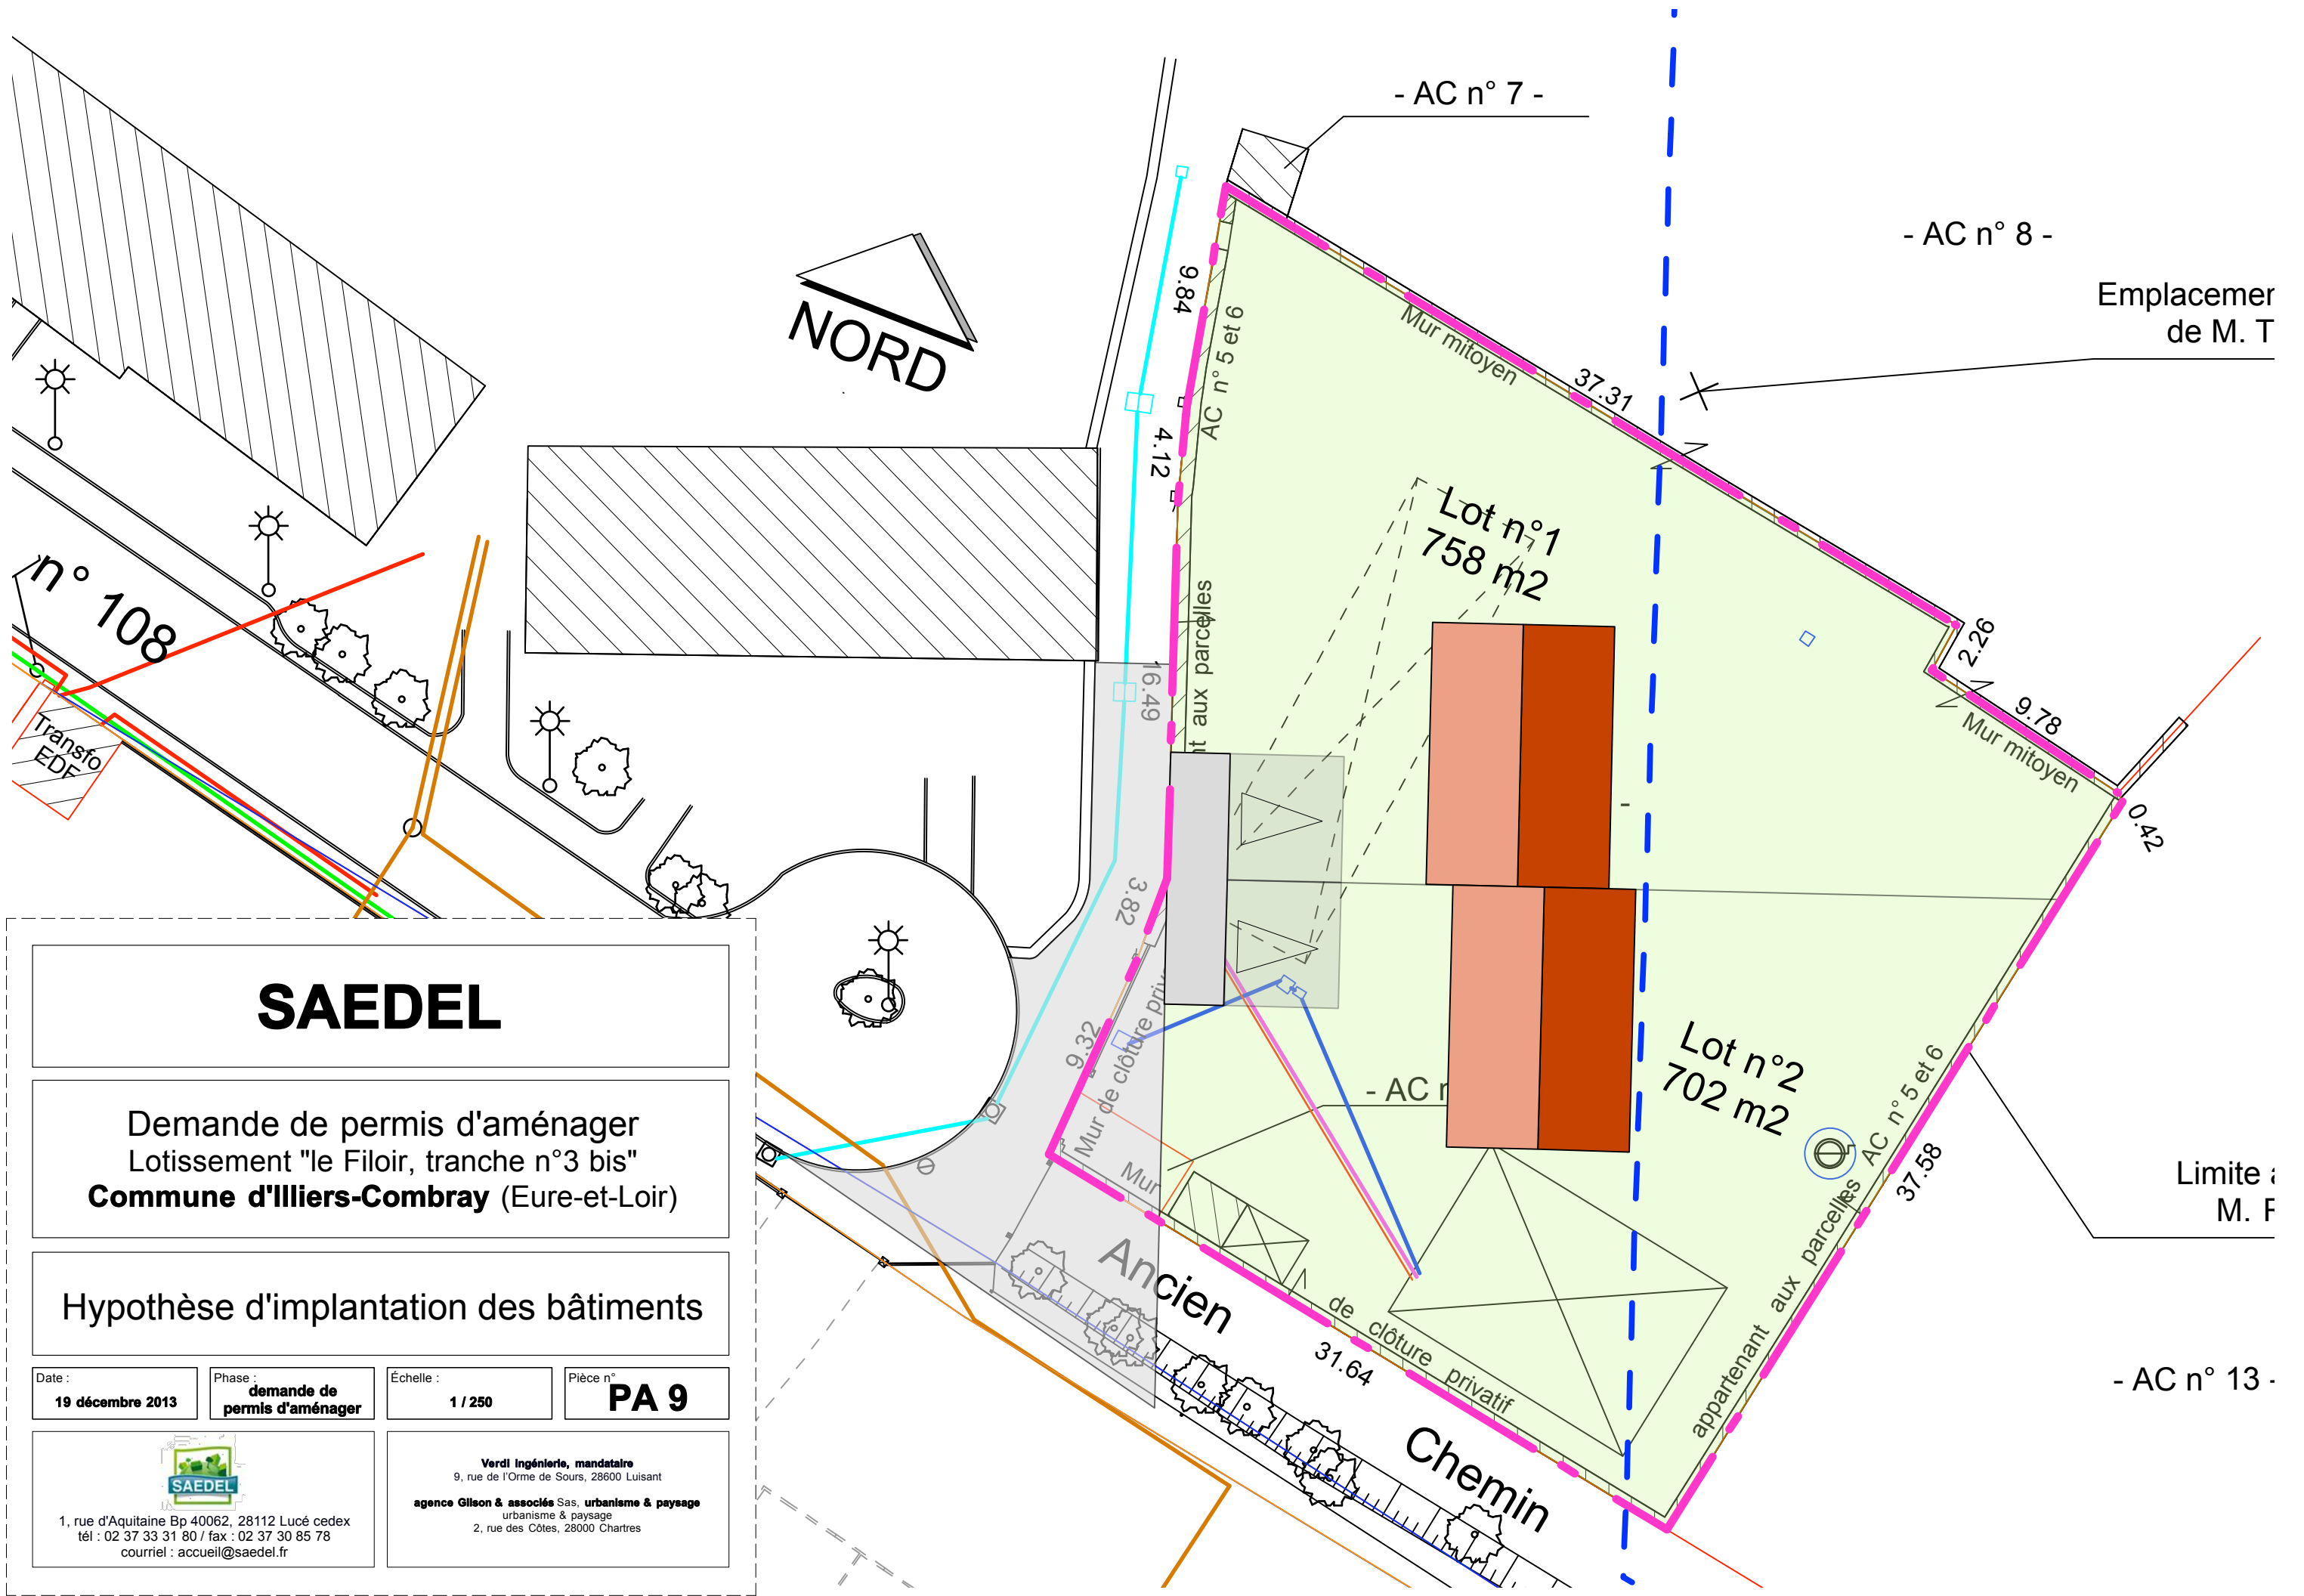 - AC n° 7 -
- AC n° 8 -
Emplacemer
de M. T
NORD
9.84
AC n° 5 et 6
4.12
Mur mitoyen
37.31
Lot n°1
758 m2
n° 108
Transfo
EDF
16.49
nt aux parcelles
2.26
9.78
Mur mitoyen
0.42
3.82
9.32
Mur de clôture priv
- AC n
Lot n°2
702 m2
Mur
de clôture privatif
31.64
appartenant aux parcelles AC n° 5 et 6
37.58
Limite a
M. F
- AC n° 13 -
Ancien
Chemin
SAEDEL
Demande de permis d'aménager
Lotissement "le Filoir, tranche n°3 bis"
Commune d'Illiers-Combray (Eure-et-Loir)
Hypothèse d'implantation des bâtiments
Date :
19 décembre 2013
Phase :
demande de
permis d'aménager
Échelle :
1 / 250
Pièce n°
PA 9
SAEDEL
1, rue d'Aquitaine Bp 40062, 28112 Lucé cedex
tél : 02 37 33 31 80 / fax : 02 37 30 85 78
courriel : accueil@saedel.fr
Verdi Ingénierie, mandataire
9, rue de l'Orme de Sours, 28600 Luisant
agence Gilson & associés Sas, urbanisme & paysage
urbanisme & paysage
2, rue des Côtes, 28000 Chartres